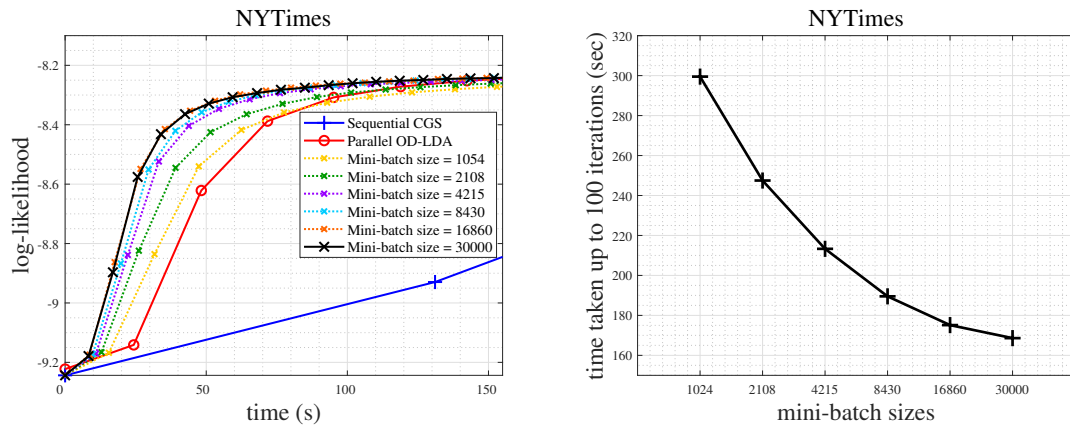 NYTimes
log-likelihood
-8.2
-8.4
-8.6
-8.8
-9
-9.2
0
50
100
150
time (s)
Sequential CGS
Parallel OD-LDA
Mini-batch size = 1054
Mini-batch size = 2108
Mini-batch size = 4215
Mini-batch size = 8430
Mini-batch size = 16860
Mini-batch size = 30000
NYTimes
time taken up to 100 iterations (sec)
320
300
280
260
240
220
200
180
160
1024
2108
4215
8430
16860
30000
mini-batch sizes